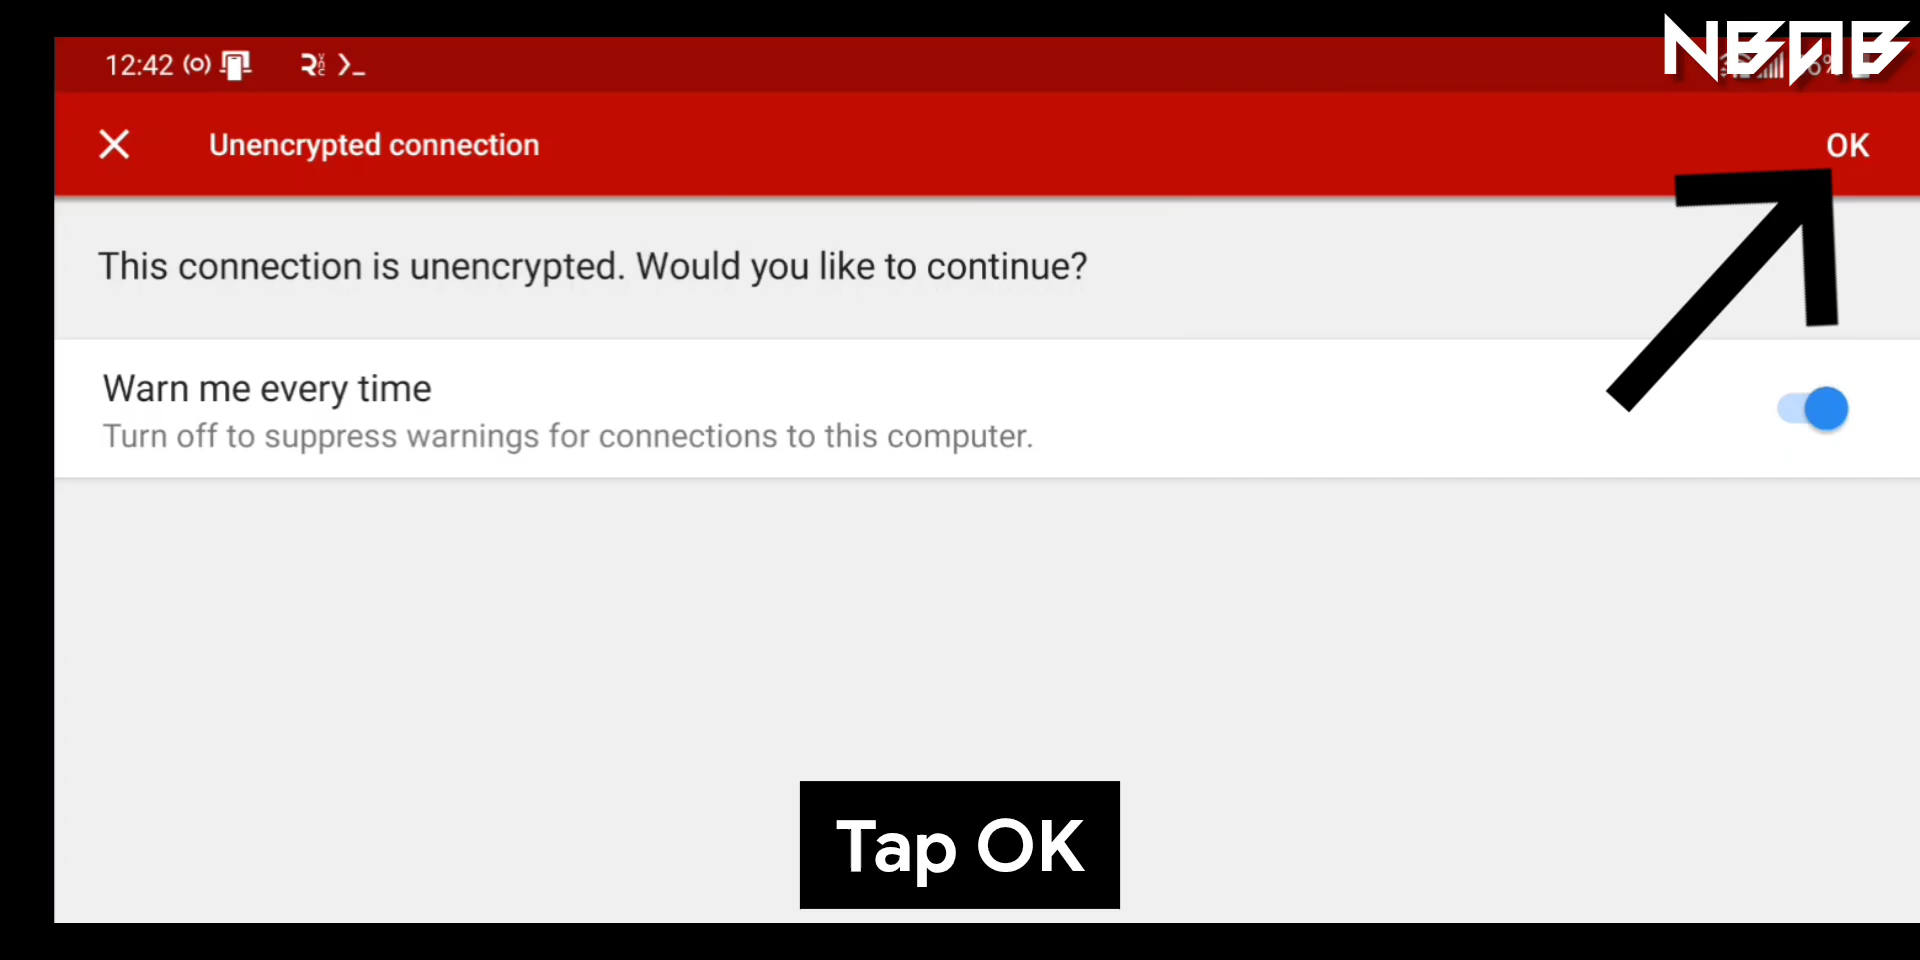 NBAB
12:42
Unencrypted connection
OK
This connection is unencrypted. Would you like to continue?
Warn me every time
Turn off to suppress warnings for connections to this computer.
Tap OK